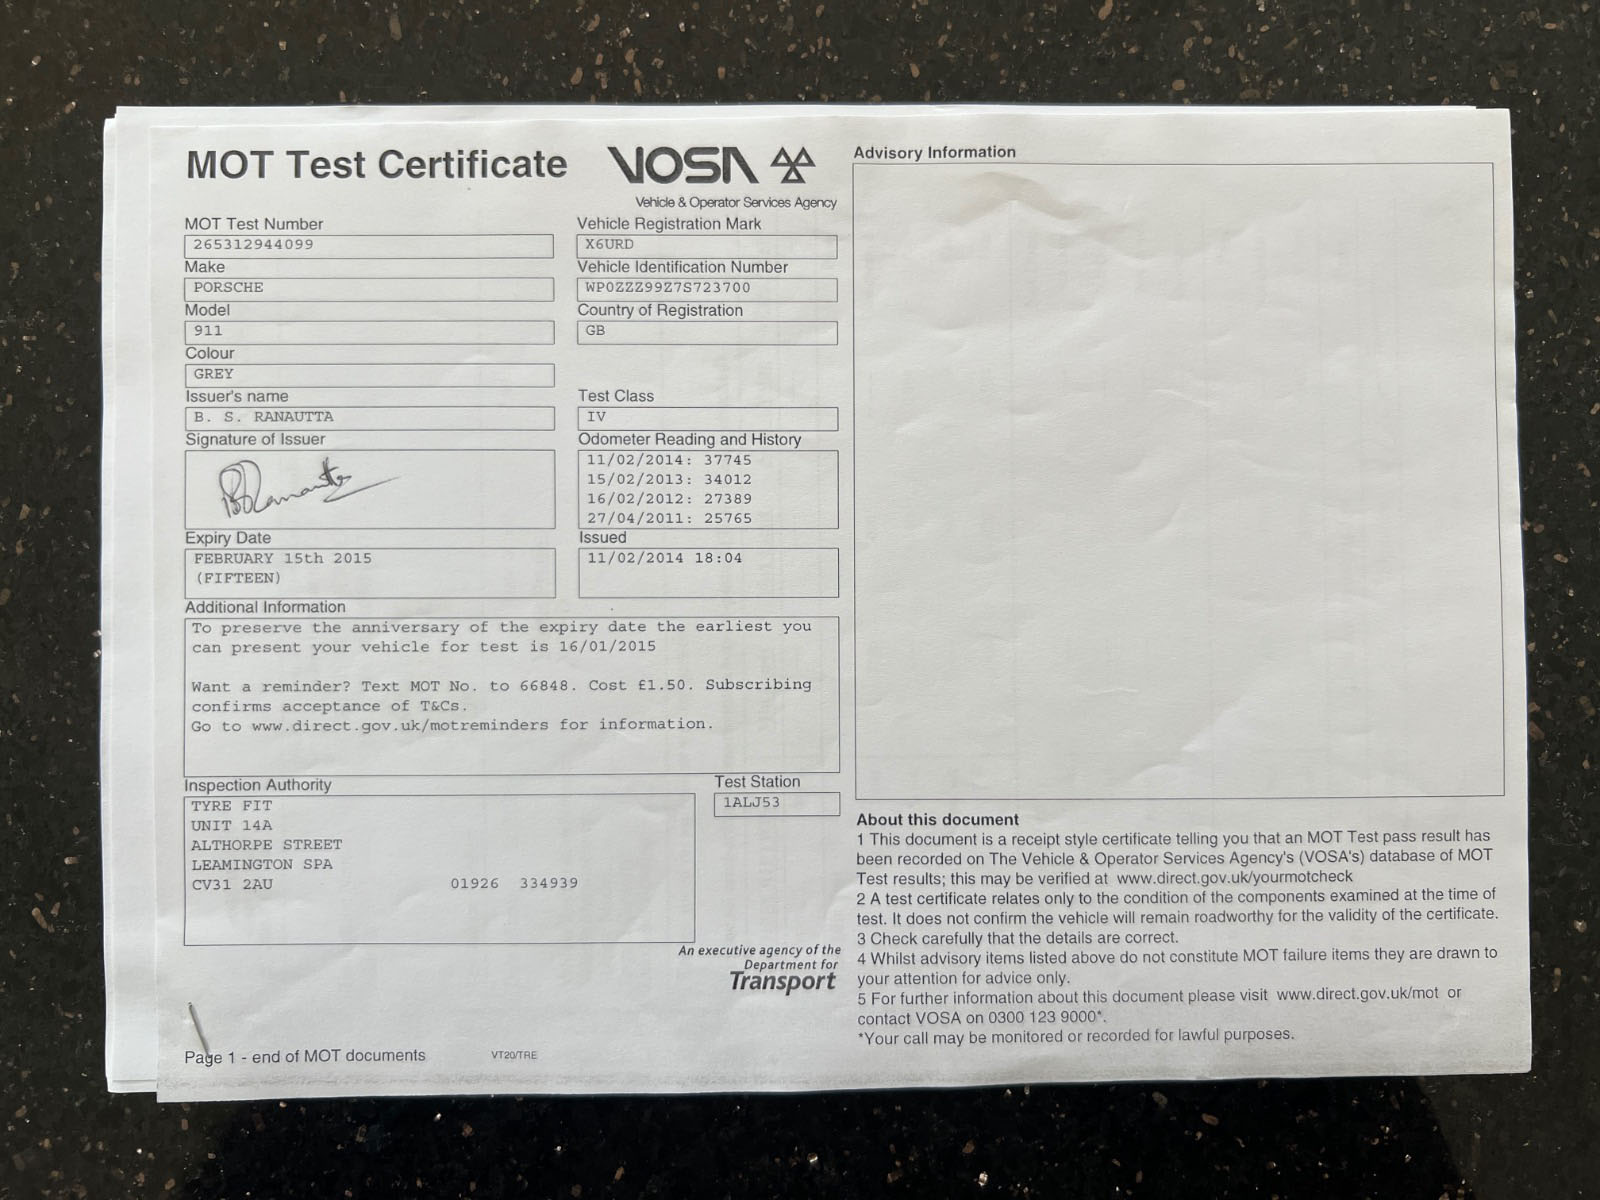 MOT Test Certificate
VOSA
Vehicle & Operator Services Agency
MOT Test Number
265312944099
Vehicle Registration Mark
X6URD
Make
PORSCHE
Vehicle Identification Number
WP0ZZZ99Z7S723700
Model
911
Country of Registration
GB
Colour
GREY
Issuer's name
B. S. RANAUTTA
Test Class
IV
Signature of Issuer
Odometer Reading and History
11/02/2014: 37745
15/02/2013: 34012
16/02/2012: 27389
27/04/2011: 25765
Expiry Date
FEBRUARY 15th 2015
(FIFTEEN)
Issued
11/02/2014 18:04
Additional Information
To preserve the anniversary of the expiry date the earliest you
can present your vehicle for test is 16/01/2015
Want a reminder? Text MOT No. to 66848. Cost £1.50. Subscribing
confirms acceptance of T&Cs.
Go to www.direct.gov.uk/motreminders for information.
Inspection Authority
TYRE FIT
UNIT 14A
ALTHORPE STREET
LEAMINGTON SPA
CV31 2AU 01926 334939
Test Station
1ALJ53
An executive agency of the
Department for
Transport
Page 1 - end of MOT documents VT20/TRE
Advisory Information
About this document
1 This document is a receipt style certificate telling you that an MOT Test pass result has
been recorded on The Vehicle & Operator Services Agency's (VOSA's) database of MOT
Test results; this may be verified at www.direct.gov.uk/yourmotcheck
2 A test certificate relates only to the condition of the components examined at the time of
test. It does not confirm the vehicle will remain roadworthy for the validity of the certificate.
3 Check carefully that the details are correct.
4 Whilst advisory items listed above do not constitute MOT failure items they are drawn to
your attention for advice only.
5 For further information about this document please visit www.direct.gov.uk/mot or
contact VOSA on 0300 123 9000*.
*Your call may be monitored or recorded for lawful purposes.